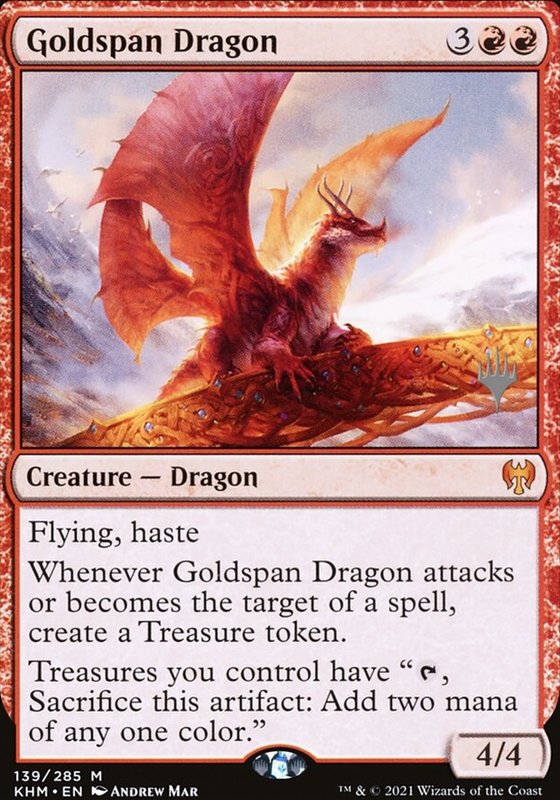 Goldspan Dragon 3
Creature — Dragon
Flying, haste
Whenever Goldspan Dragon attacks
or becomes the target of a spell,
create a Treasure token.
Treasures you control have “ ,
Sacrifice this artifact: Add two mana
of any one color.”
4/4
139/285 M
KHM • EN Andrew Mar
™ & © 2021 Wizards of the Coast